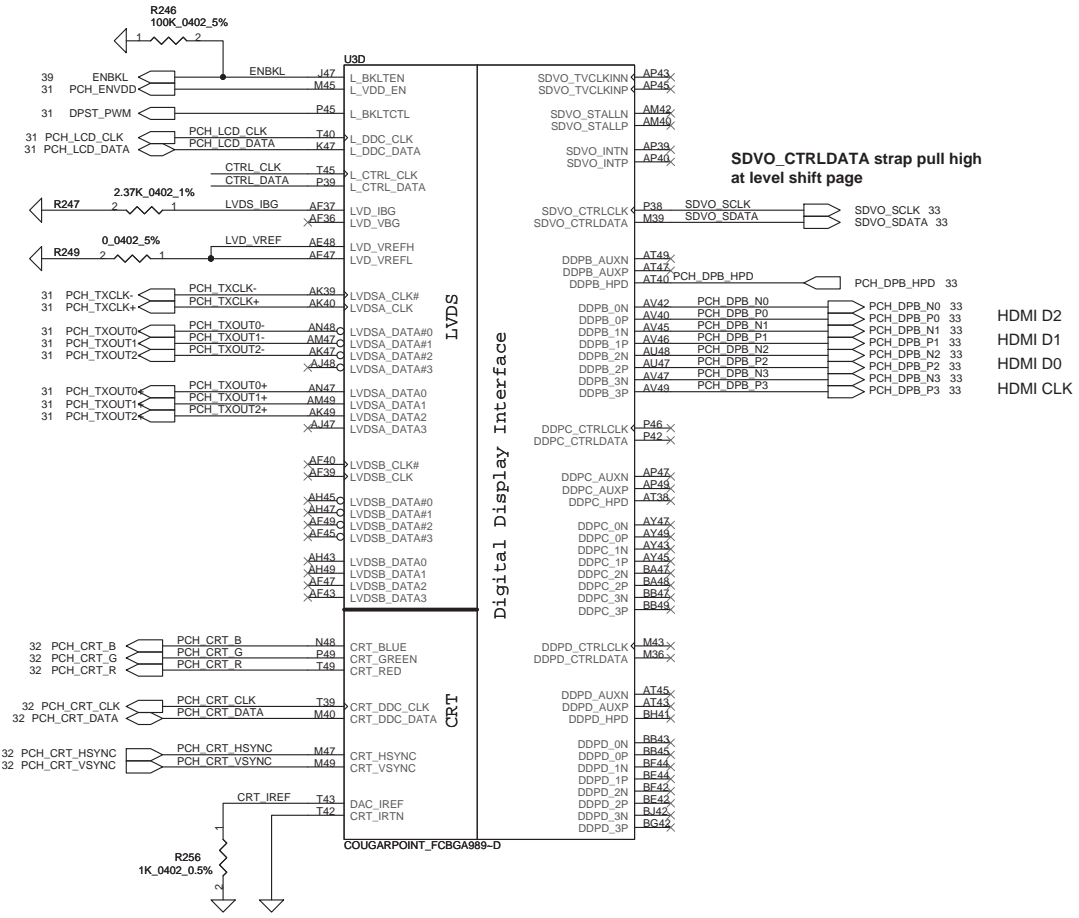 R246
100K_0402_5%
1 2
U3D
39 ENBKL ENBKL J47 L_BKLTEN
31 PCH_ENVDD M45 L_VDD_EN
31 DPST_PWM P45 L_BKLTCTL
31 PCH_LCD_CLK PCH_LCD_CLK T40 L_DDC_CLK
31 PCH_LCD_DATA PCH_LCD_DATA K47 L_DDC_DATA
CTRL_CLK T45 L_CTRL_CLK
CTRL_DATA P39 L_CTRL_DATA
2.37K_0402_1%
R247 2 1 LVDS_IBG AF37 LVD_IBG
AF36 LVD_VBG
0_0402_5%
R249 2 1 LVD_VREF AE48 LVD_VREFH
AE47 LVD_VREFL
31 PCH_TXCLK- PCH_TXCLK- AK39 LVDSA_CLK#
31 PCH_TXCLK+ PCH_TXCLK+ AK40 LVDSA_CLK
31 PCH_TXOUT0- PCH_TXOUT0- AN48 LVDSA_DATA#0
31 PCH_TXOUT1- PCH_TXOUT1- AM47 LVDSA_DATA#1
31 PCH_TXOUT2- PCH_TXOUT2- AK47 LVDSA_DATA#2
AJ48 LVDSA_DATA#3
31 PCH_TXOUT0+ PCH_TXOUT0+ AN47 LVDSA_DATA0
31 PCH_TXOUT1+ PCH_TXOUT1+ AM49 LVDSA_DATA1
31 PCH_TXOUT2+ PCH_TXOUT2+ AK49 LVDSA_DATA2
AJ47 LVDSA_DATA3
AF40 LVDSB_CLK#
AF39 LVDSB_CLK
AH45 LVDSB_DATA#0
AH47 LVDSB_DATA#1
AF49 LVDSB_DATA#2
AF45 LVDSB_DATA#3
AH43 LVDSB_DATA0
AH49 LVDSB_DATA1
AF47 LVDSB_DATA2
AF43 LVDSB_DATA3
LVDS
32 PCH_CRT_B PCH_CRT_B N48 CRT_BLUE
32 PCH_CRT_G PCH_CRT_G P49 CRT_GREEN
32 PCH_CRT_R PCH_CRT_R T49 CRT_RED
32 PCH_CRT_CLK PCH_CRT_CLK T39 CRT_DDC_CLK
32 PCH_CRT_DATA PCH_CRT_DATA M40 CRT_DDC_DATA
32 PCH_CRT_HSYNC PCH_CRT_HSYNC M47 CRT_HSYNC
32 PCH_CRT_VSYNC PCH_CRT_VSYNC M49 CRT_VSYNC
CRT_IREF T43 DAC_IREF
T42 CRT_IRTN
CRT
1
R256
1K_0402_0.5%
2
COUGARPOINT_FCBGA989~D
Digital Display Interface
SDVO_TVCLKINN AP43
SDVO_TVCLKINP AP45
SDVO_STALLN AM42
SDVO_STALLP AM40
SDVO_INTN AP39
SDVO_INTP AP40
SDVO_CTRLDATA strap pull high
at level shift page
SDVO_CTRLCLK P38 SDVO_SCLK SDVO_SCLK 33
SDVO_CTRLDATA M39 SDVO_SDATA SDVO_SDATA 33
DDPB_AUXN AT49
DDPB_AUXP AT47
DDPB_HPD AT40 PCH_DPB_HPD PCH_DPB_HPD 33
DDPB_0N AV42 PCH_DPB_N0 PCH_DPB_N0 33
DDPB_0P AV40 PCH_DPB_P0 PCH_DPB_P0 33 HDMI D2
DDPB_1N AV45 PCH_DPB_N1 PCH_DPB_N1 33
DDPB_1P AV46 PCH_DPB_P1 PCH_DPB_P1 33 HDMI D1
DDPB_2N AU48 PCH_DPB_N2 PCH_DPB_N2 33
DDPB_2P AU47 PCH_DPB_P2 PCH_DPB_P2 33 HDMI D0
DDPB_3N AV47 PCH_DPB_N3 PCH_DPB_N3 33
DDPB_3P AV49 PCH_DPB_P3 PCH_DPB_P3 33 HDMI CLK
DDPC_CTRLCLK P46
DDPC_CTRLDATA P42
DDPC_AUXN AP47
DDPC_AUXP AP49
DDPC_HPD AT38
DDPC_0N AY47
DDPC_0P AY49
DDPC_1N AY43
DDPC_1P AY45
DDPC_2N BA47
DDPC_2P BA48
DDPC_3N BB47
DDPC_3P BB49
DDPD_CTRLCLK M43
DDPD_CTRLDATA M36
DDPD_AUXN AT45
DDPD_AUXP AT43
DDPD_HPD BH41
DDPD_0N BB43
DDPD_0P BB45
DDPD_1N BF44
DDPD_1P BE44
DDPD_2N BF42
DDPD_2P BE42
DDPD_3N BJ42
DDPD_3P BG42